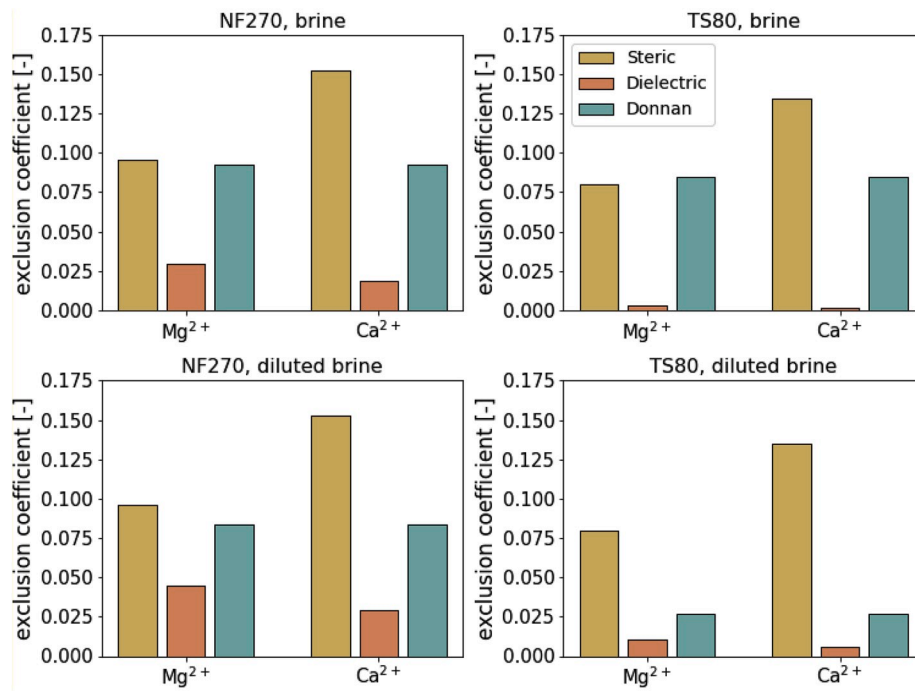 NF270, brine
exclusion coefficient [-]
0.175
0.150
0.125
0.100
0.075
0.050
0.025
0.000
Mg²⁺ Ca²⁺
TS80, brine
exclusion coefficient [-]
0.175
0.150
0.125
0.100
0.075
0.050
0.025
0.000
Steric
Dielectric
Donnan
Mg²⁺ Ca²⁺
NF270, diluted brine
exclusion coefficient [-]
0.175
0.150
0.125
0.100
0.075
0.050
0.025
0.000
Mg²⁺ Ca²⁺
TS80, diluted brine
exclusion coefficient [-]
0.175
0.150
0.125
0.100
0.075
0.050
0.025
0.000
Mg²⁺ Ca²⁺